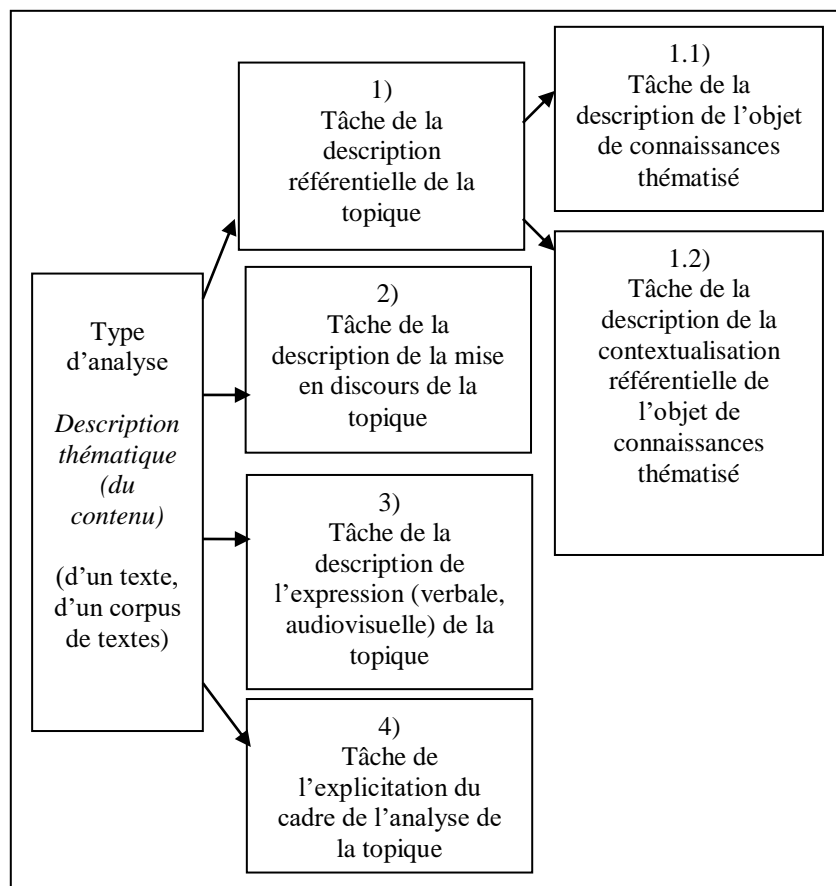 Type
d’analyse
Description
thématique
(du
contenu)
(d’un texte,
d’un corpus
de textes)
1)
Tâche de la
description
référentielle de la
topique
1.1)
Tâche de la
description de l’objet
de connaissances
thématisé
1.2)
Tâche de la
description de la
contextualisation
référentielle de
l’objet de
connaissances
thématisé
2)
Tâche de la
description de la mise
en discours de la
topique
3)
Tâche de la
description de
l’expression (verbale,
audiovisuelle) de la
topique
4)
Tâche de
l’explicitation du
cadre de l’analyse de
la topique